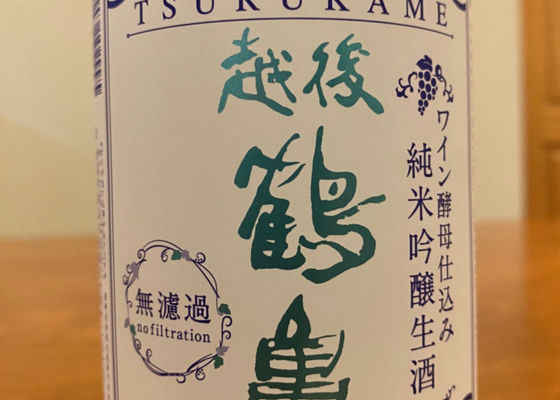 TSURUKAME
越後
鶴亀
ワイン酵母仕込み
純米吟醸生酒
無濾過
no filtration